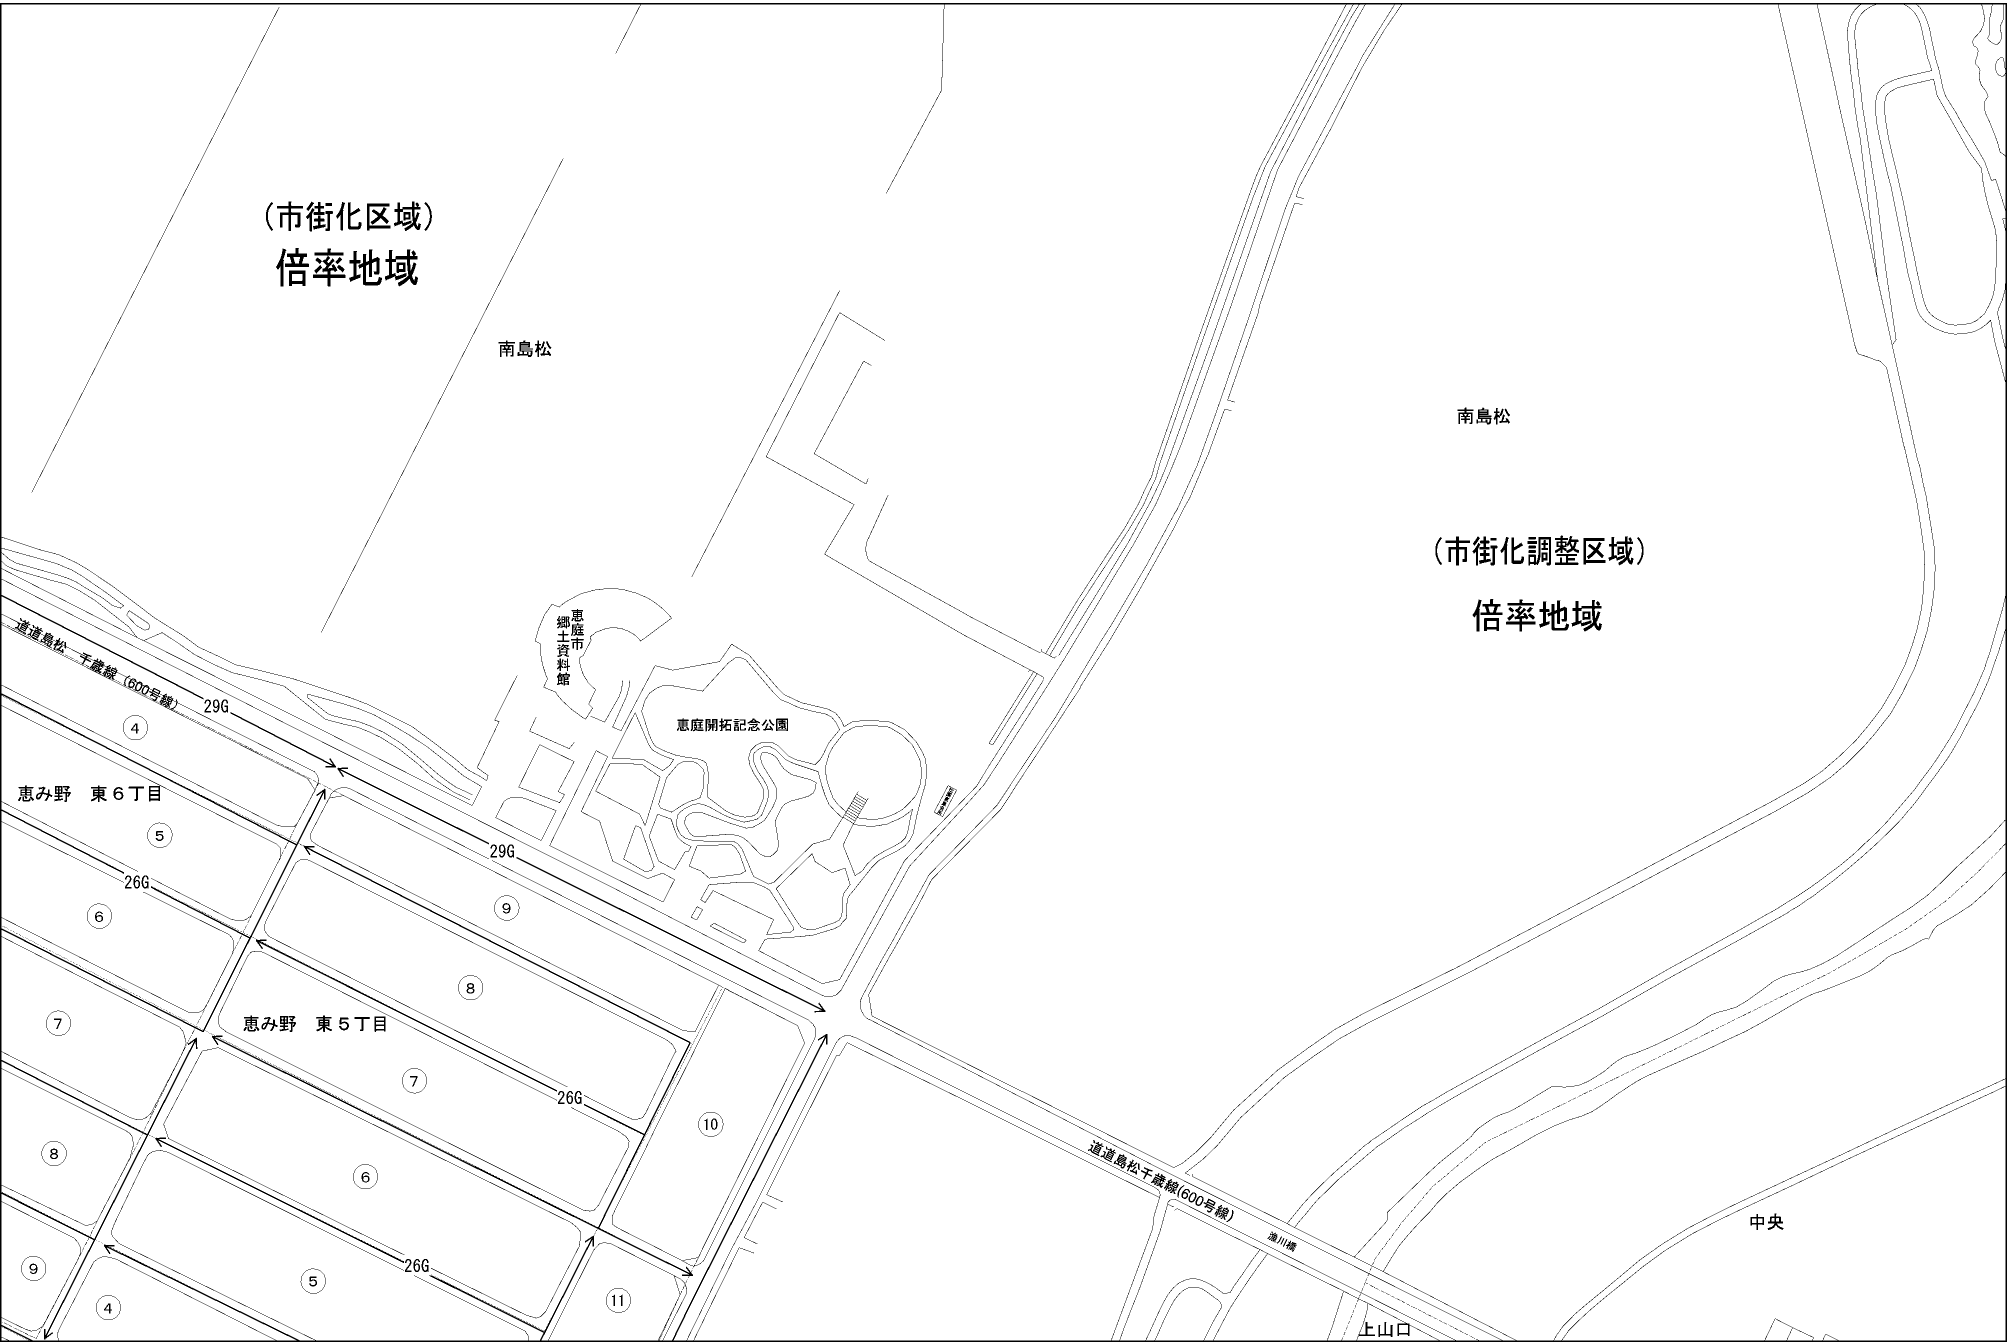 (市街化区域)
倍率地域
南島松
南島松
(市街化調整区域)
倍率地域
恵庭市
郷土資料館
道道島松 千歳線(600号線)
29G
恵庭開拓記念公園
④
恵み野 東6丁目
⑤
29G
26G
⑨
⑥
⑧
⑦
恵み野 東5丁目
⑦
26G
⑩
⑧
⑥
道道島松千歳線(600号線)
漁川橋
中央
⑨
26G
⑤
④
⑪
上山口